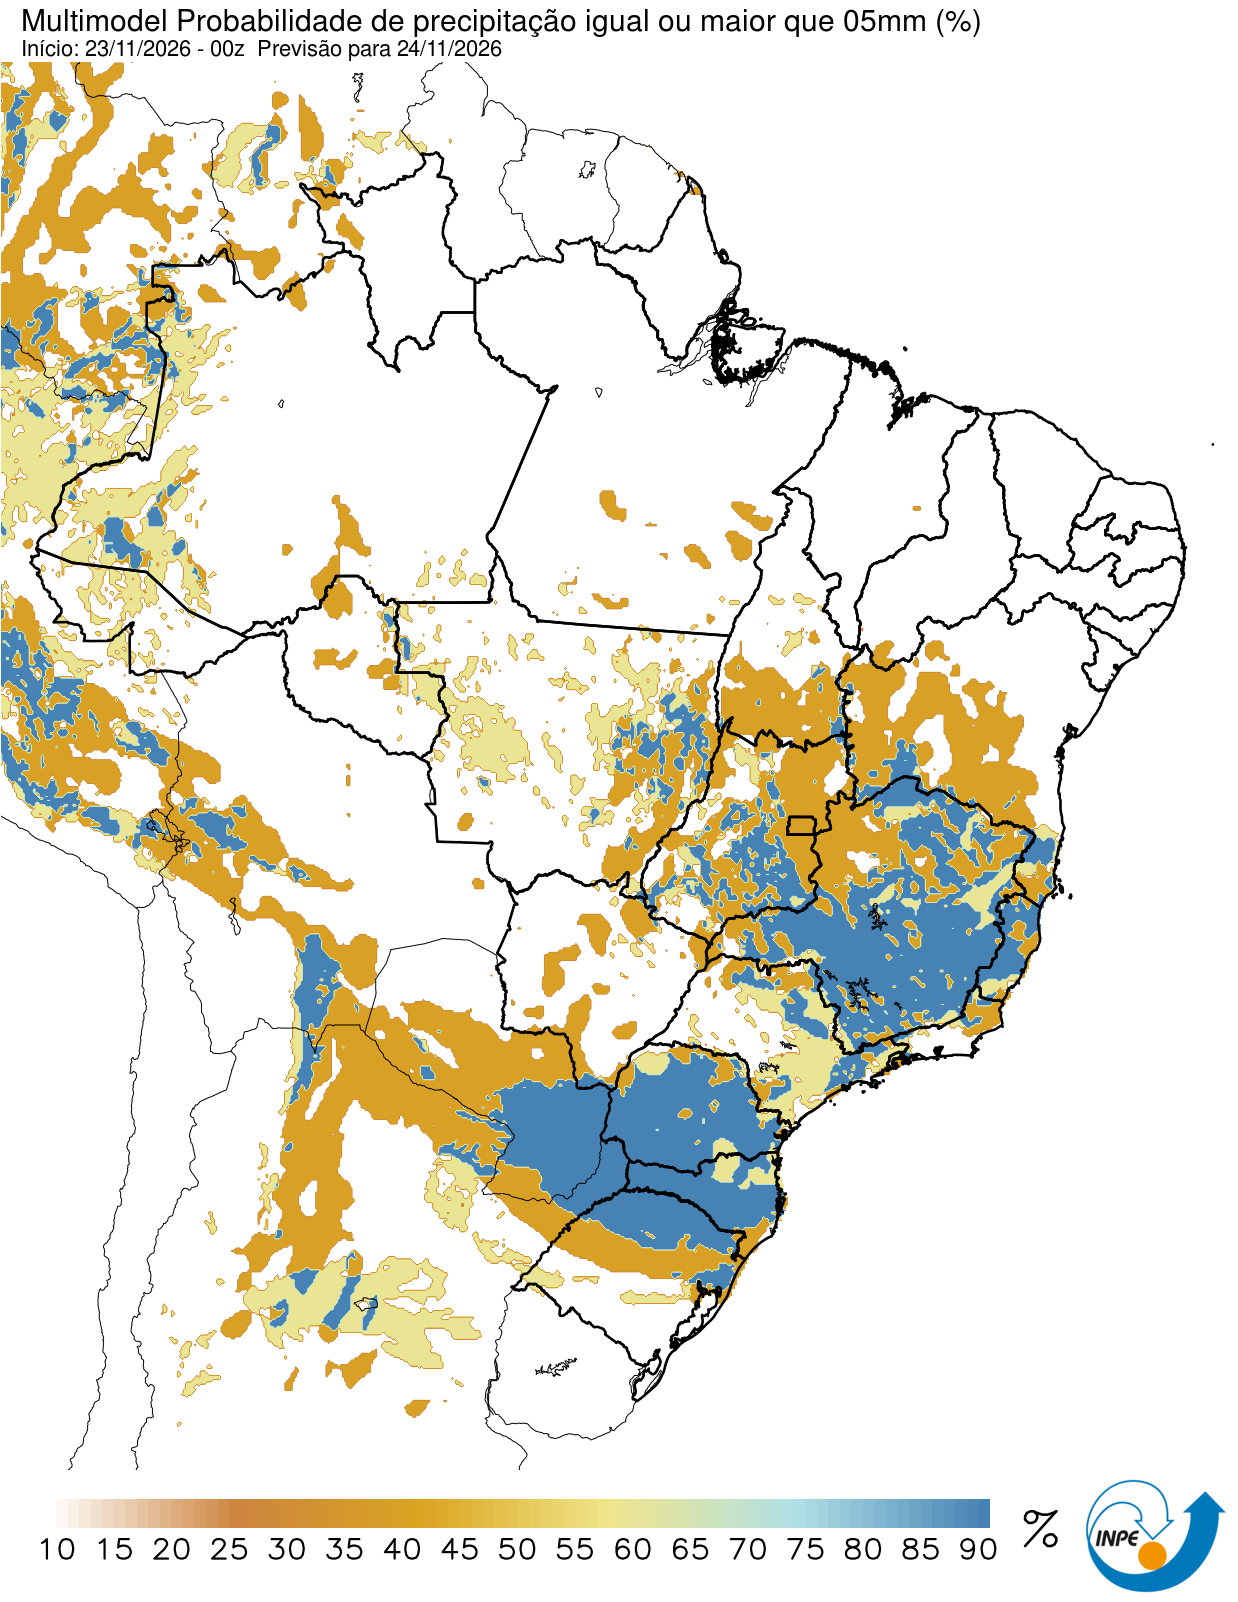 Multimodel Probabilidade de precipitação igual ou maior que 05mm (%)
Início: 23/11/2026 - 00z  Previsão para 24/11/2026
10 15 20 25 30 35 40 45 50 55 60 65 70 75 80 85 90 %
INPE